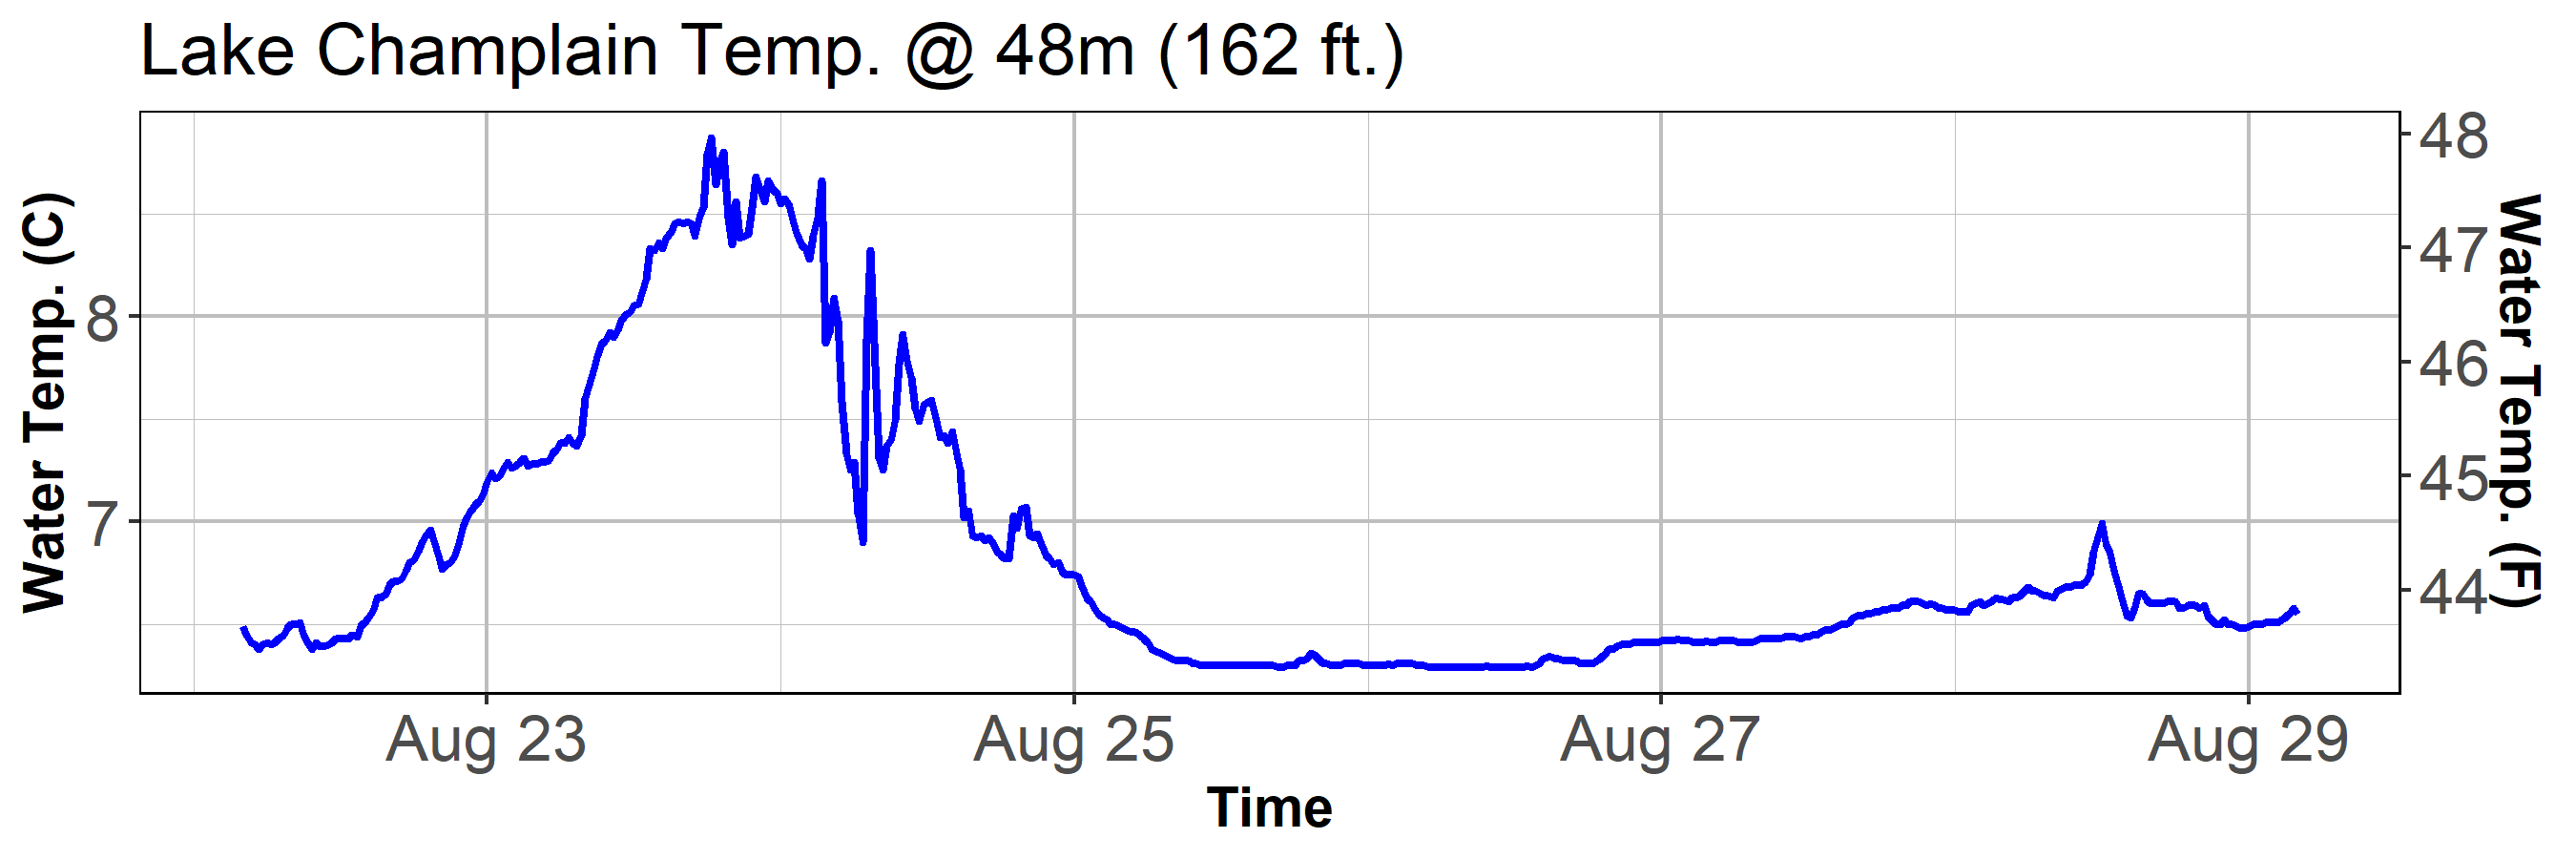 Lake Champlain Temp. @ 48m (162 ft.)
Water Temp. (C)
8
7
48
47
46
45
44
Water Temp. (F)
Aug 23
Aug 25
Aug 27
Aug 29
Time